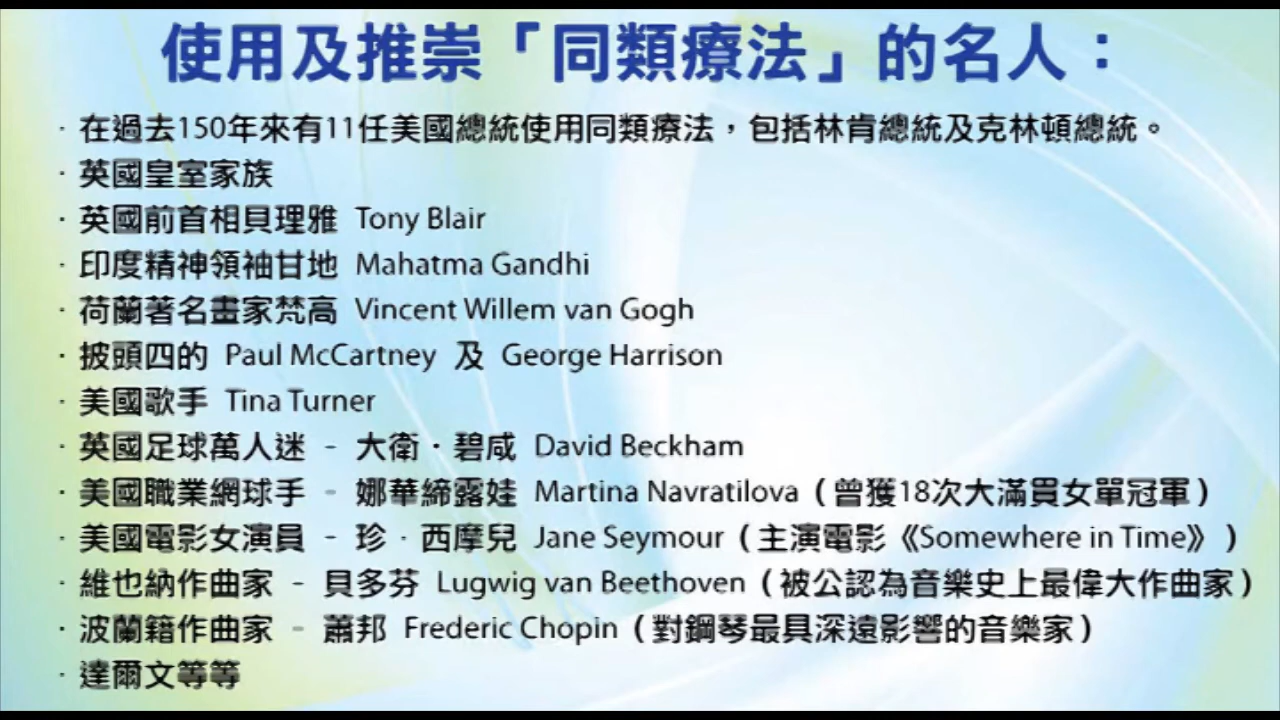 使用及推崇「同類療法」的名人：
· 在過去150年來有11任美國總統使用同類療法，包括林肯總統及克林頓總統。
· 英國皇室家族
· 英國前首相貝理雅 Tony Blair
· 印度精神領袖甘地 Mahatma Gandhi
· 荷蘭著名畫家梵高 Vincent Willem van Gogh
· 披頭四的 Paul McCartney 及 George Harrison
· 美國歌手 Tina Turner
· 英國足球萬人迷 - 大衛·碧咸 David Beckham
· 美國職業網球手 - 娜華締露娃 Martina Navratilova（曾獲18次大滿貫女單冠軍）
· 美國電影女演員 - 珍·西摩兒 Jane Seymour（主演電影《Somewhere in Time》）
· 維也納作曲家 - 貝多芬 Lugwig van Beethoven（被公認為音樂史上最偉大作曲家）
· 波蘭籍作曲家 - 蕭邦 Frederic Chopin（對鋼琴最具深遠影響的音樂家）
· 達爾文等等